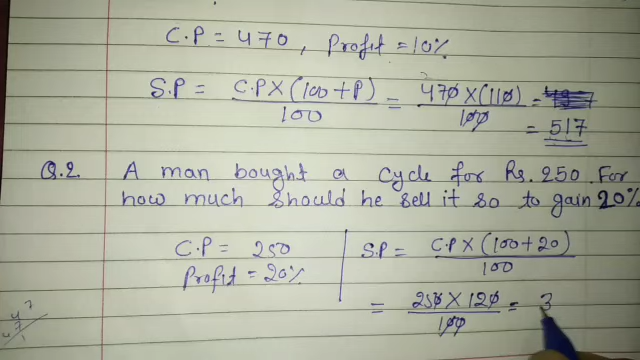 C.P = 470 , Profit = 10%
S.P = C.P X (100 + P) / 100 = 470 X (110) / 100 =
= 517
Q.2. A man bought a cycle for Rs. 250. For
how much should he sell it so to gain 20%
C.P = 250 | S.P = C.P X (100 + 20) / 100
Profit = 20%
= 250 X 120 / 100 = 3